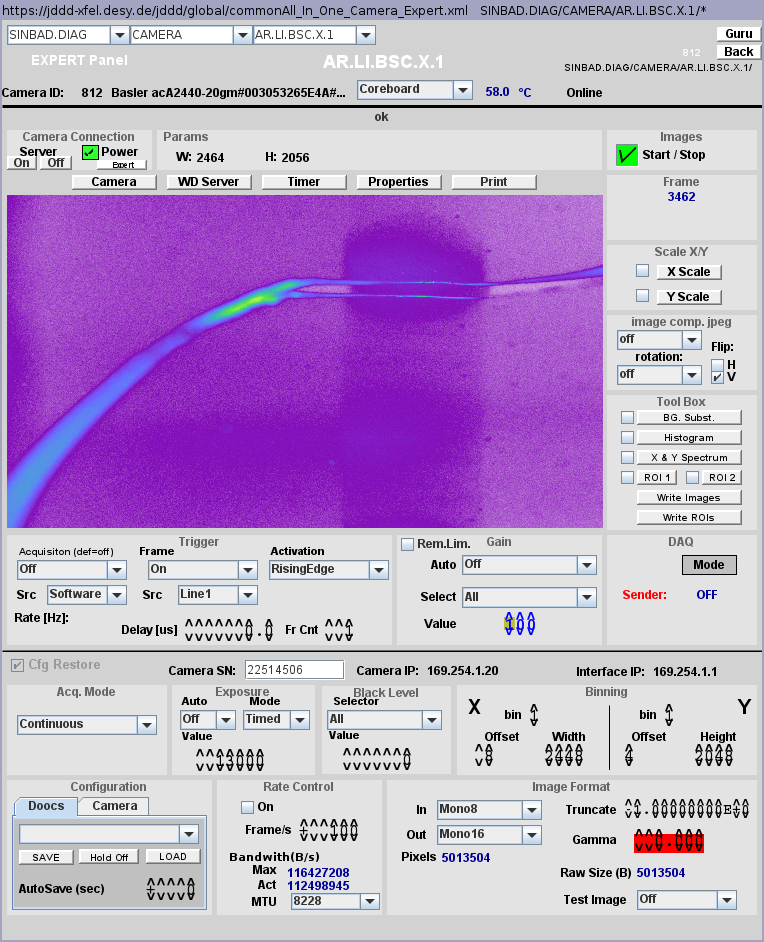 https://jddd-xfel.desy.de/jddd/global/commonAll_In_One_Camera_Expert.xml SINBAD.DIAG/CAMERA/AR.LI.BSC.X.1/*
SINBAD.DIAG CAMERA AR.LI.BSC.X.1 Guru
EXPERT Panel AR.LI.BSC.X.1 812 Back
SINBAD.DIAG/CAMERA/AR.LI.BSC.X.1/
Camera ID: 812 Basler acA2440-20gm#003053265E4A#... Coreboard 58.0 °C Online
ok
Camera Connection Params Images
Server Power W: 2464 H: 2056 Start / Stop
On Off Expert
Camera WD Server Timer Properties Print Frame
3462
Scale X/Y
X Scale
Y Scale
image comp. jpeg
off Flip:
rotation: H
off V
Tool Box
BG. Subst.
Histogram
X & Y Spectrum
ROI 1 ROI 2
Write Images
Write ROIs
Trigger Rem.Lim. Gain DAQ
Acquisiton (def=off) Frame Activation
Off On RisingEdge Auto Off Mode
Src Software Src Line1 Select All Sender: OFF
Rate [Hz]: Delay [us] 0.0 Fr Cnt 1 Value 100
Cfg Restore Camera SN: 22514506 Camera IP: 169.254.1.20 Interface IP: 169.254.1.1
Acq. Mode Exposure Black Level Binning
Auto Mode Selector X bin 1 bin 1 Y
Continuous Off Timed All
Value Value Offset Width Offset Height
13000 0 8 2448 4 2048
Configuration Rate Control Image Format
Doocs Camera On In Mono8 Truncate -1.00000000E+0
Frame/s + 100 Out Mono16 Gamma 0.000
SAVE Hold Off LOAD Bandwith(B/s) Pixels 5013504
Max 116427208 Raw Size (B) 5013504
AutoSave (sec) + 0 Act 112498945
MTU 8228 Test Image Off